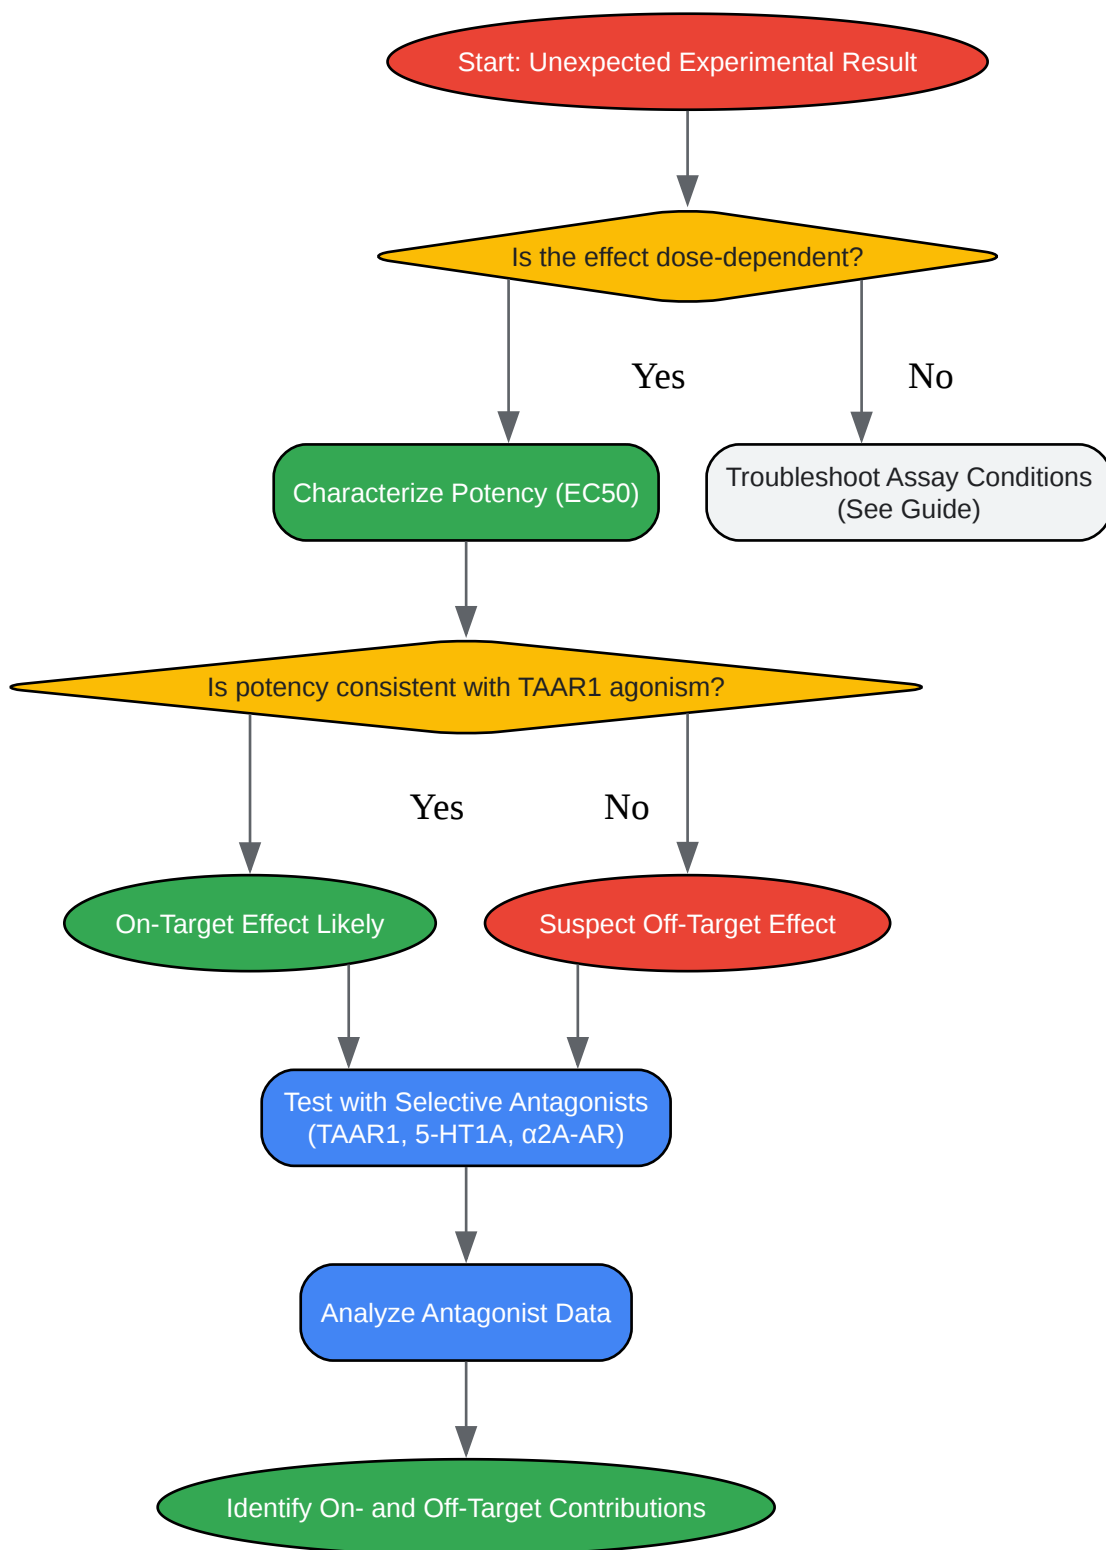 Start: Unexpected Experimental Result
Is the effect dose-dependent?
Yes
No
Characterize Potency (EC50)
Troubleshoot Assay Conditions
(See Guide)
Is potency consistent with TAAR1 agonism?
Yes
No
On-Target Effect Likely
Suspect Off-Target Effect
Test with Selective Antagonists
(TAAR1, 5-HT1A, α2A-AR)
Analyze Antagonist Data
Identify On- and Off-Target Contributions